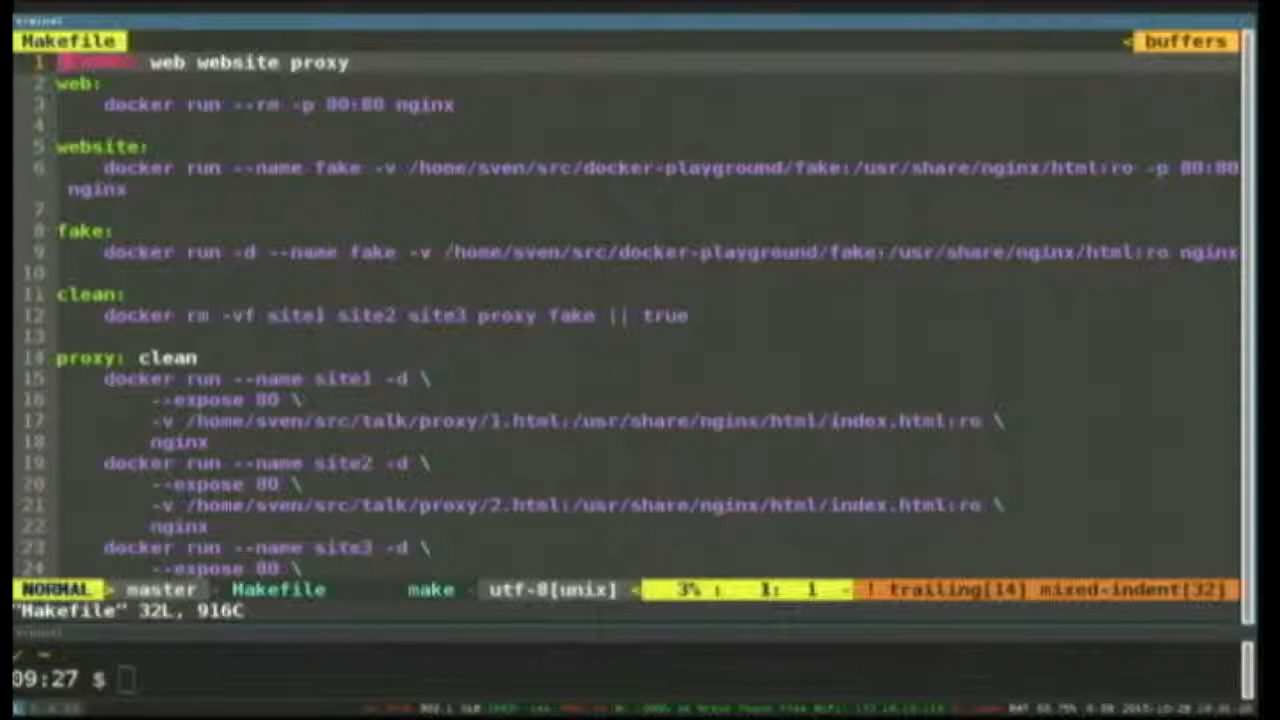 Makefile < buffers
1 web website proxy
2 web:
3 docker run --rm -p 80:80 nginx
4
5 website:
6 docker run --name fake -v /home/sven/src/docker-playground/fake:/usr/share/nginx/html:ro -p 80:80
nginx
7
8 fake:
9 docker run -d --name fake -v /home/sven/src/docker-playground/fake:/usr/share/nginx/html:ro nginx
10
11 clean:
12 docker rm -vf site1 site2 site3 proxy fake || true
13
14 proxy: clean
15 docker run --name site1 -d \
16 --expose 80 \
17 -v /home/sven/src/talk/proxy/1.html:/usr/share/nginx/html/index.html:ro \
18 nginx
19 docker run --name site2 -d \
20 --expose 80 \
21 -v /home/sven/src/talk/proxy/2.html:/usr/share/nginx/html/index.html:ro \
22 nginx
23 docker run --name site3 -d \
24 --expose 80 \
NORMAL > master Makefile make < utf-8[unix] < 3% : 1: 1 ! trailing[14] mixed-indent[32]
"Makefile" 32L, 916C
09:27 $